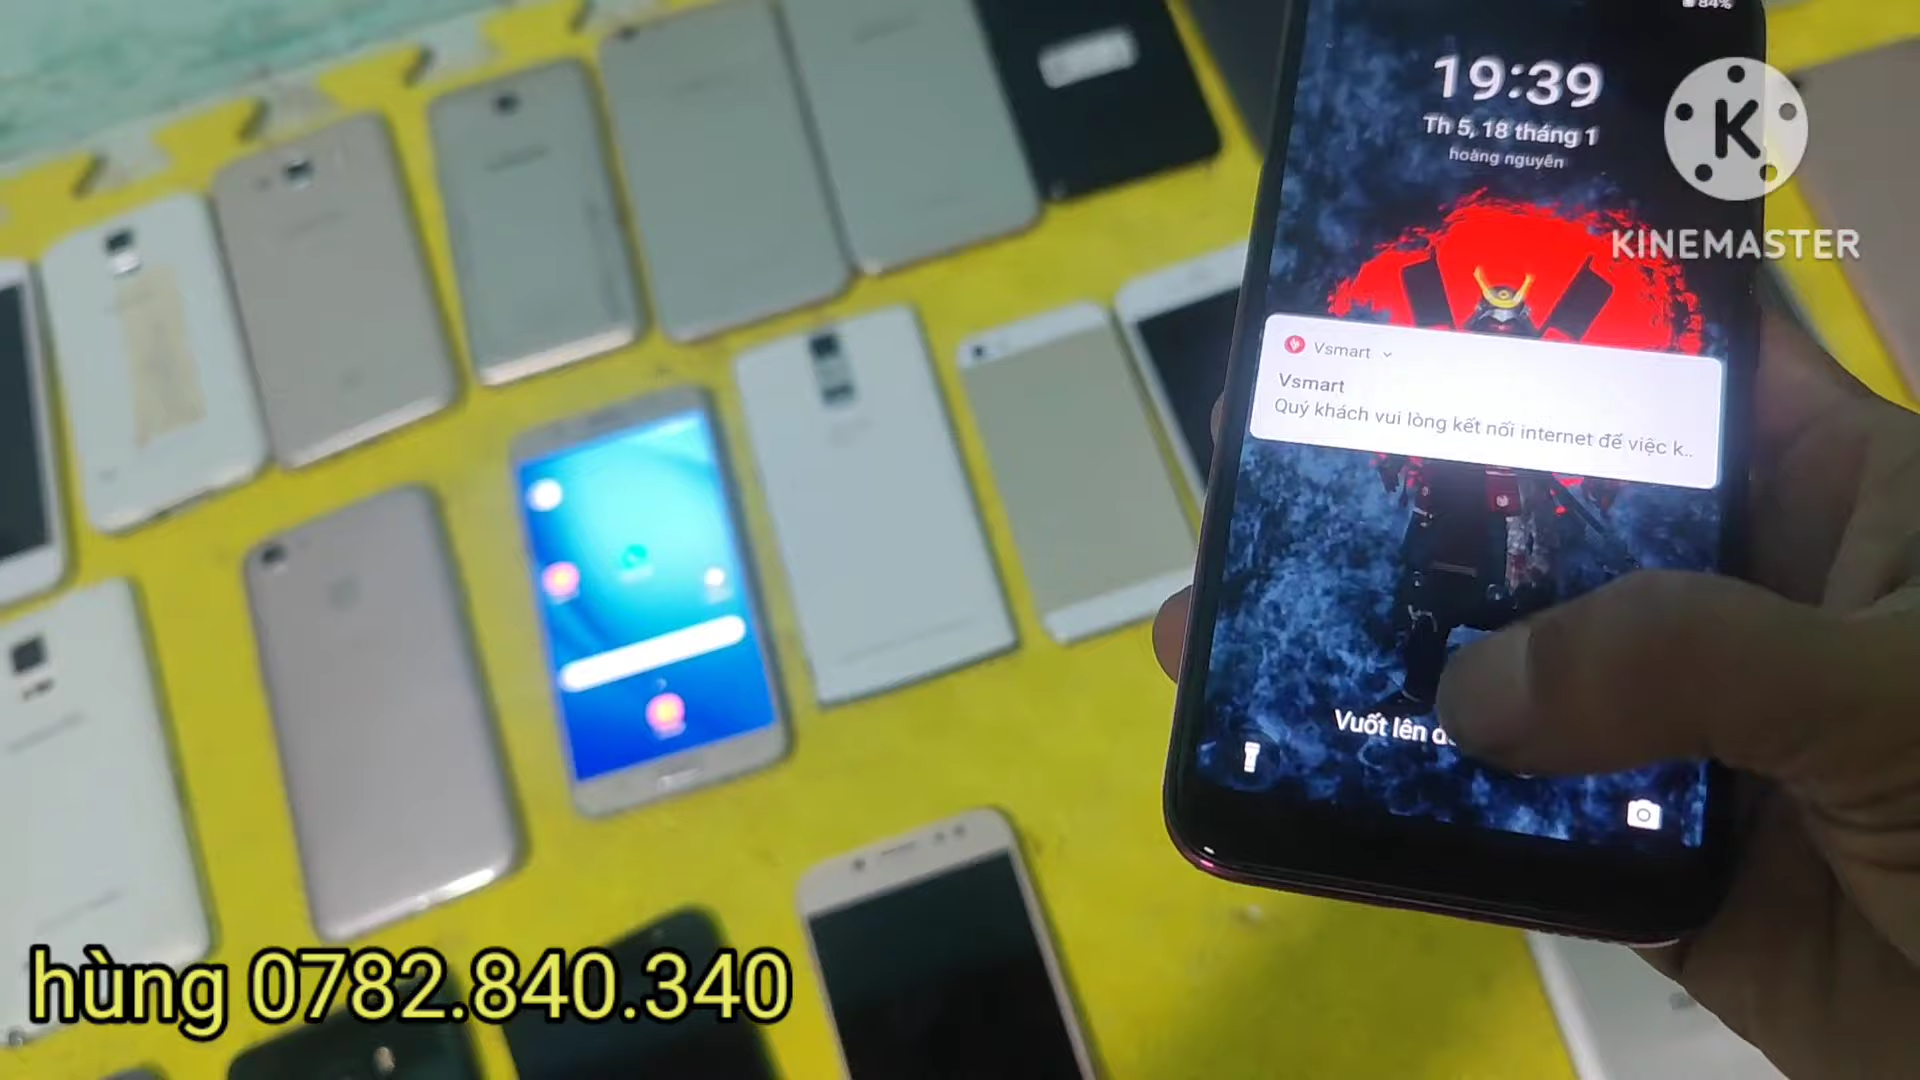 84%
19:39
Th 5, 18 tháng 1
hoàng nguyên
K
KINEMASTER
Vsmart
Vsmart
Quý khách vui lòng kết nối internet để việc k..
Vuốt lên
hùng 0782.840.340